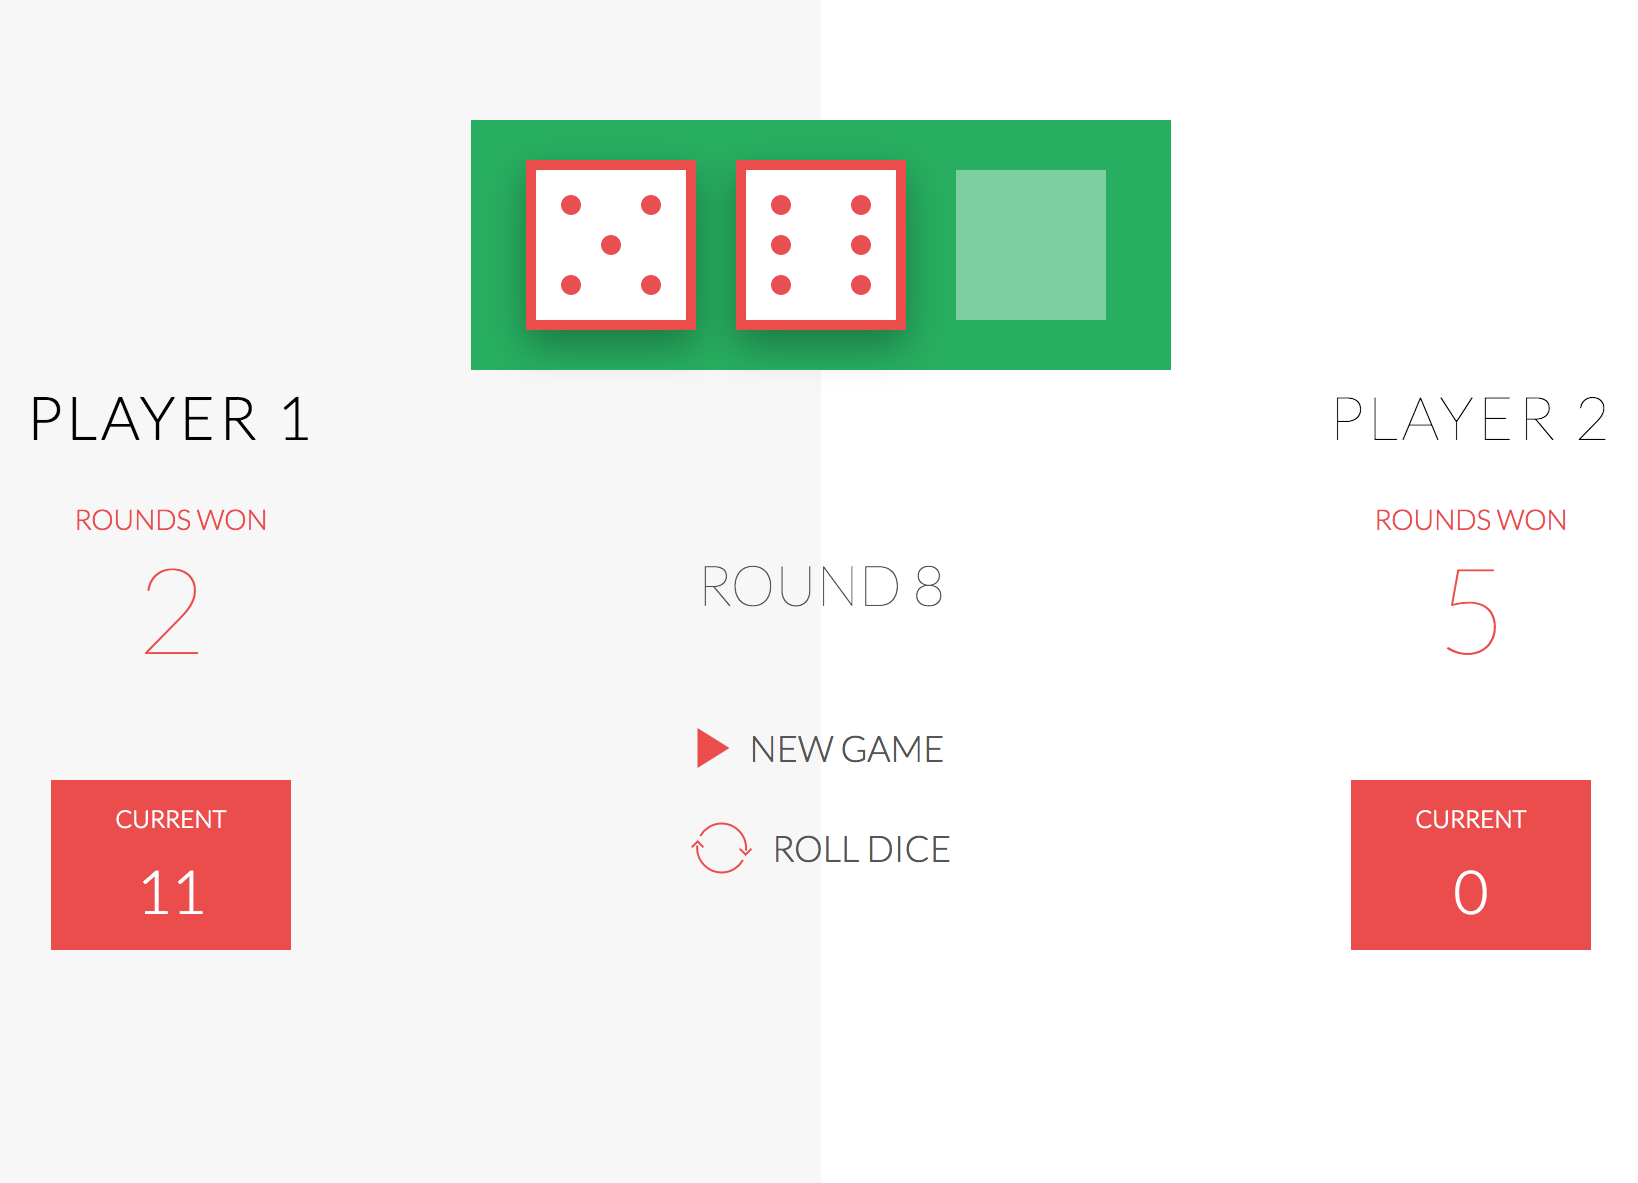 PLAYER 1
ROUNDS WON
2
CURRENT
11
ROUND 8
NEW GAME
ROLL DICE
PLAYER 2
ROUNDS WON
5
CURRENT
0